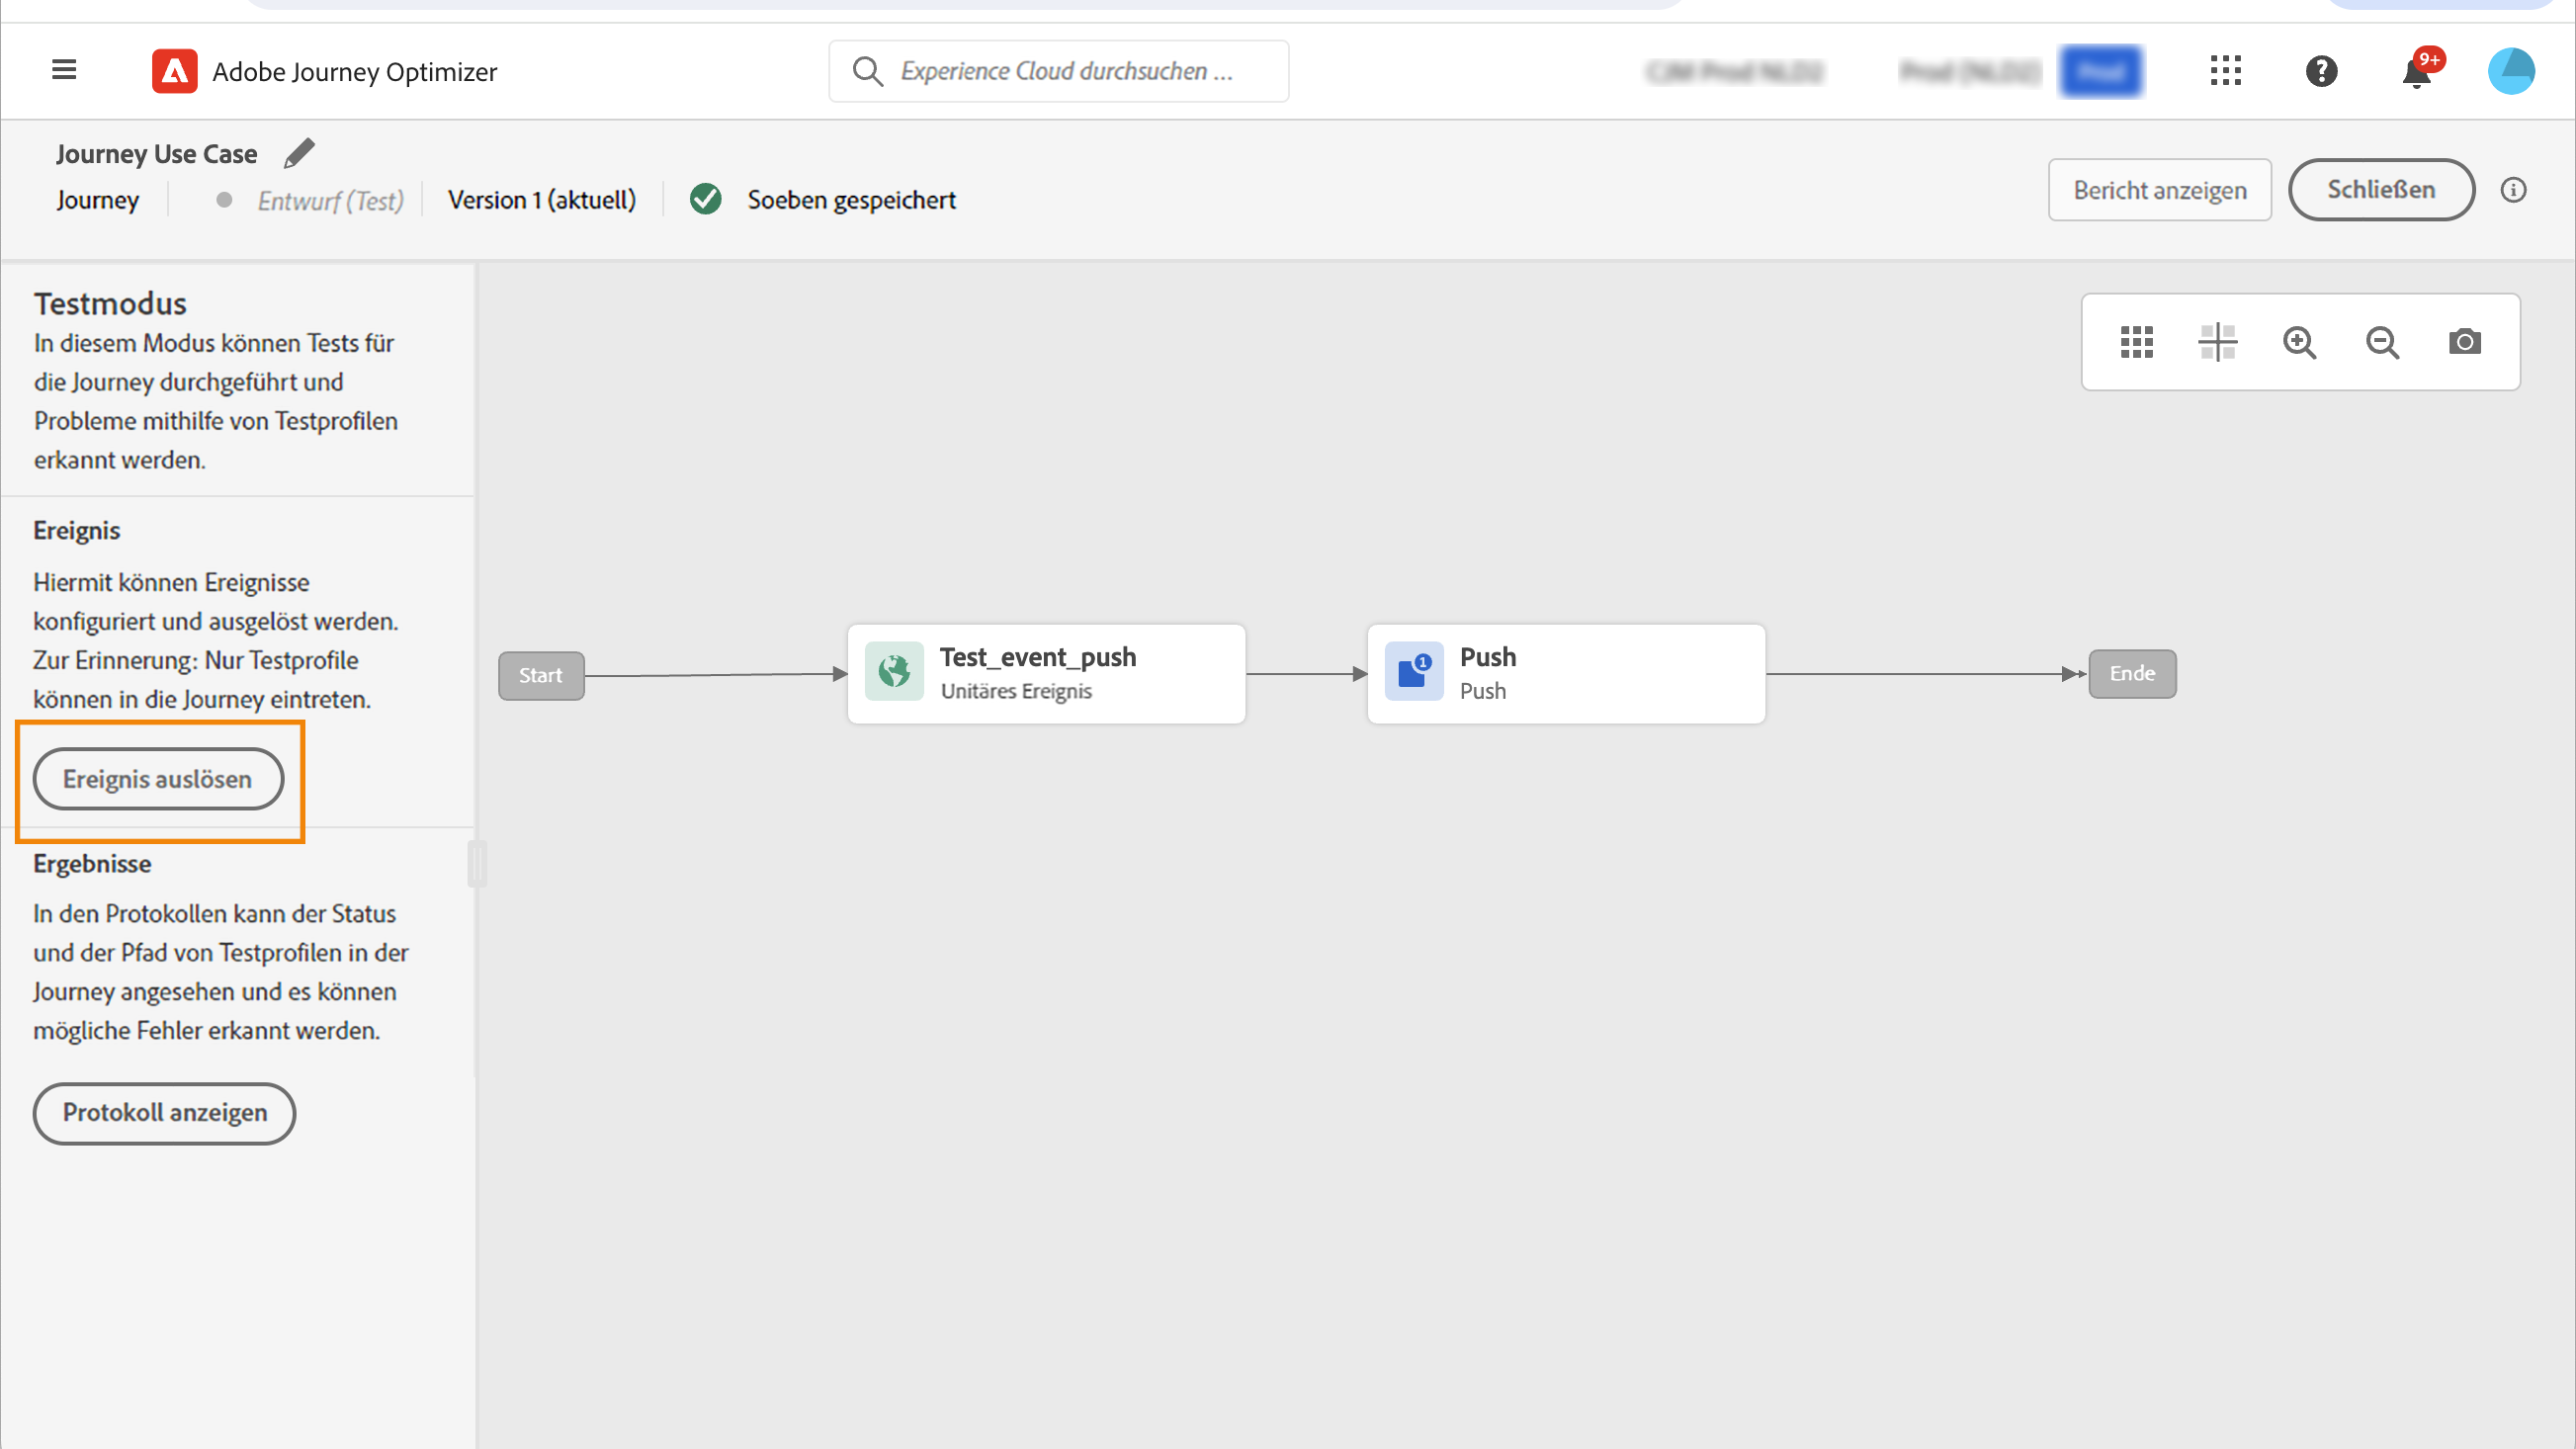 Adobe Journey Optimizer
Experience Cloud durchsuchen ...
9+
Journey Use Case
Journey
Entwurf (Test)
Version 1 (aktuell)
Soeben gespeichert
Bericht anzeigen
Schließen
Testmodus
In diesem Modus können Tests für
die Journey durchgeführt und
Probleme mithilfe von Testprofilen
erkannt werden.
Ereignis
Hiermit können Ereignisse
konfiguriert und ausgelöst werden.
Zur Erinnerung: Nur Testprofile
können in die Journey eintreten.
Ereignis auslösen
Ergebnisse
In den Protokollen kann der Status
und der Pfad von Testprofilen in der
Journey angesehen und es können
mögliche Fehler erkannt werden.
Protokoll anzeigen
Start
Test_event_push
Unitäres Ereignis
1
Push
Push
Ende